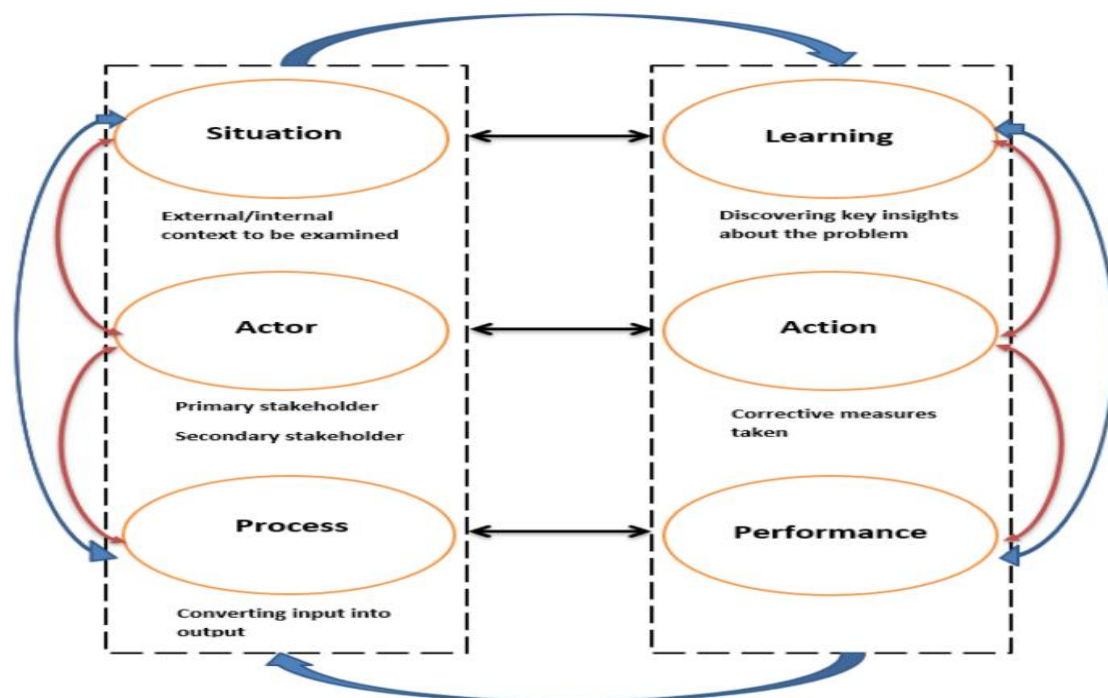 Situation
External/internal
context to be examined
Actor
Primary stakeholder
Secondary stakeholder
Process
Converting input into
output
Learning
Discovering key insights
about the problem
Action
Corrective measures
taken
Performance